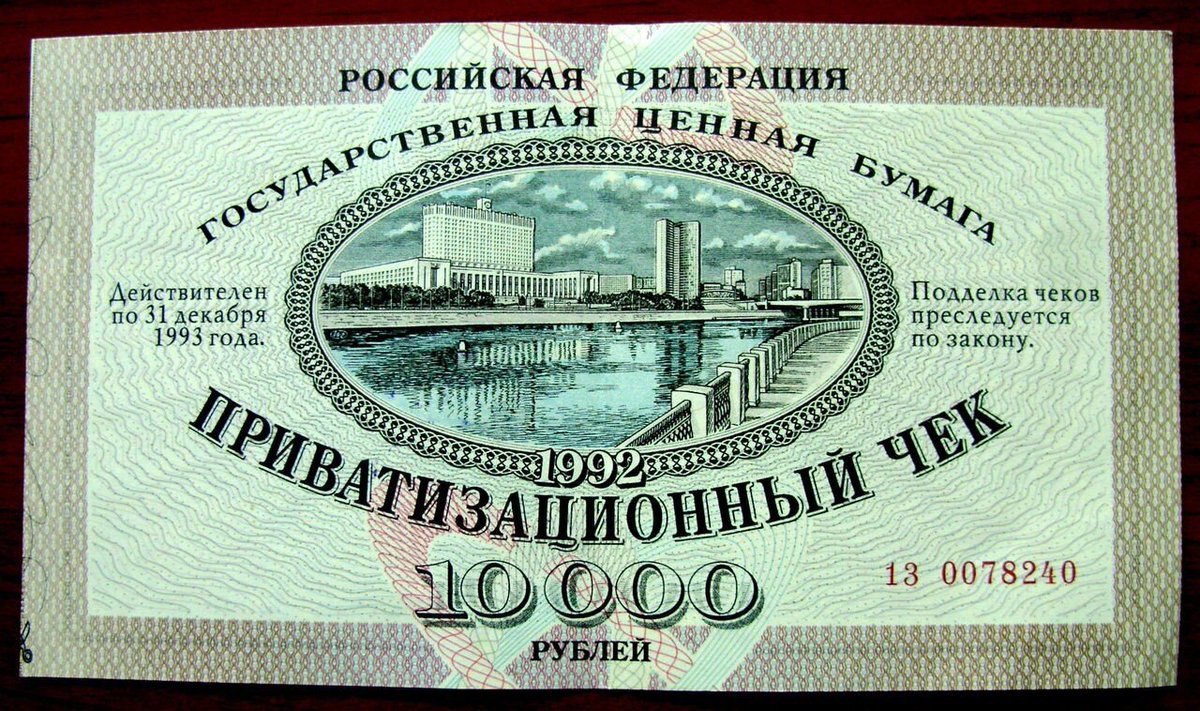 РОССИЙСКАЯ ФЕДЕРАЦИЯ
ГОСУДАРСТВЕННАЯ ЦЕННАЯ БУМАГА
Действителен
по 31 декабря
1993 года.
Подделка чеков
преследуется
по закону.
1992
ПРИВАТИЗАЦИОННЫЙ ЧЕК
10 000
РУБЛЕЙ
13 0078240